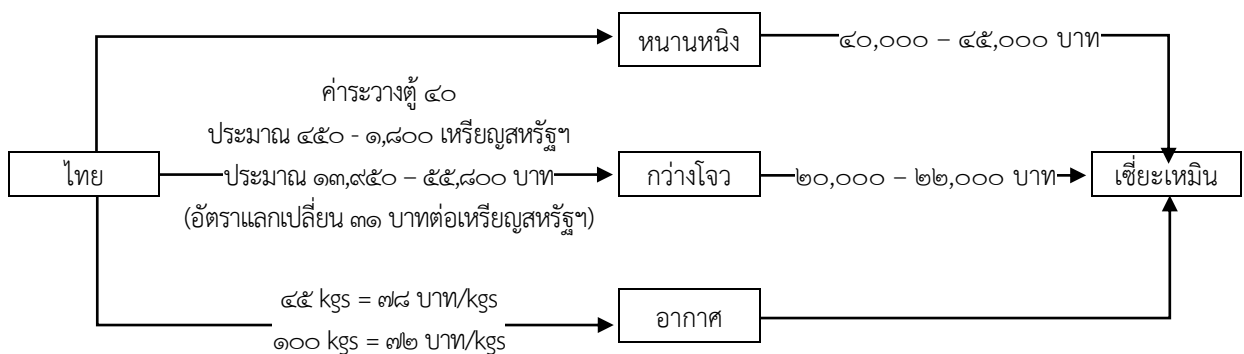 หนานหนิง
๔๐,๐๐๐ – ๔๕,๐๐๐ บาท
ค่าระวางตู้ ๔๐
ประมาณ ๔๕๐ - ๑,๘๐๐ เหรียญสหรัฐฯ
ไทย
ประมาณ ๑๓,๙๕๐ – ๕๕,๘๐๐ บาท
กว่างโจว
๒๐,๐๐๐ – ๒๒,๐๐๐ บาท
เซี่ยะเหมิน
(อัตราแลกเปลี่ยน ๓๑ บาทต่อเหรียญสหรัฐฯ)
๔๕ kgs = ๗๘ บาท/kgs
อากาศ
๑๐๐ kgs = ๗๒ บาท/kgs